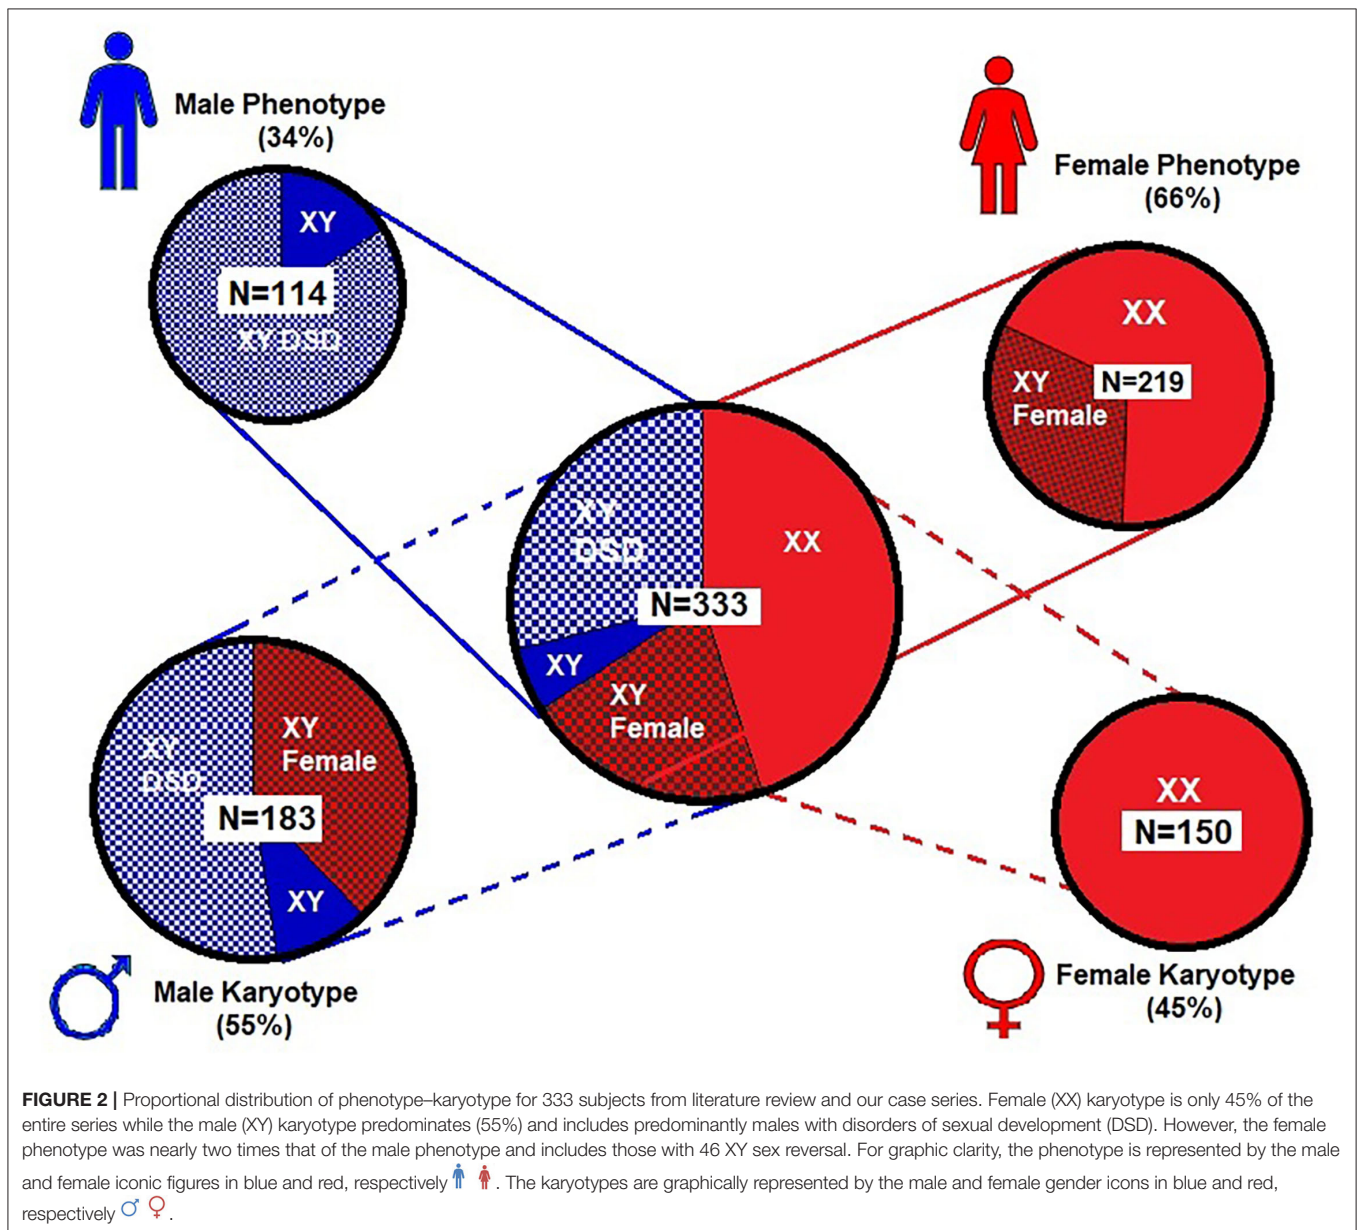 Male Phenotype
(34%)
XY
N=114
XY DSD
Female Phenotype
(66%)
XX
N=219
XY
Female
XY
DSD
XX
N=333
XY
XY
Female
XY
DSD
XY
Female
N=183
XY
Male Karyotype
(55%)
XX
N=150
Female Karyotype
(45%)
FIGURE 2 | Proportional distribution of phenotype–karyotype for 333 subjects from literature review and our case series. Female (XX) karyotype is only 45% of the
entire series while the male (XY) karyotype predominates (55%) and includes predominantly males with disorders of sexual development (DSD). However, the female
phenotype was nearly two times that of the male phenotype and includes those with 46 XY sex reversal. For graphic clarity, the phenotype is represented by the male
and female iconic figures in blue and red, respectively . The karyotypes are graphically represented by the male and female gender icons in blue and red,
respectively ♂ ♀ .